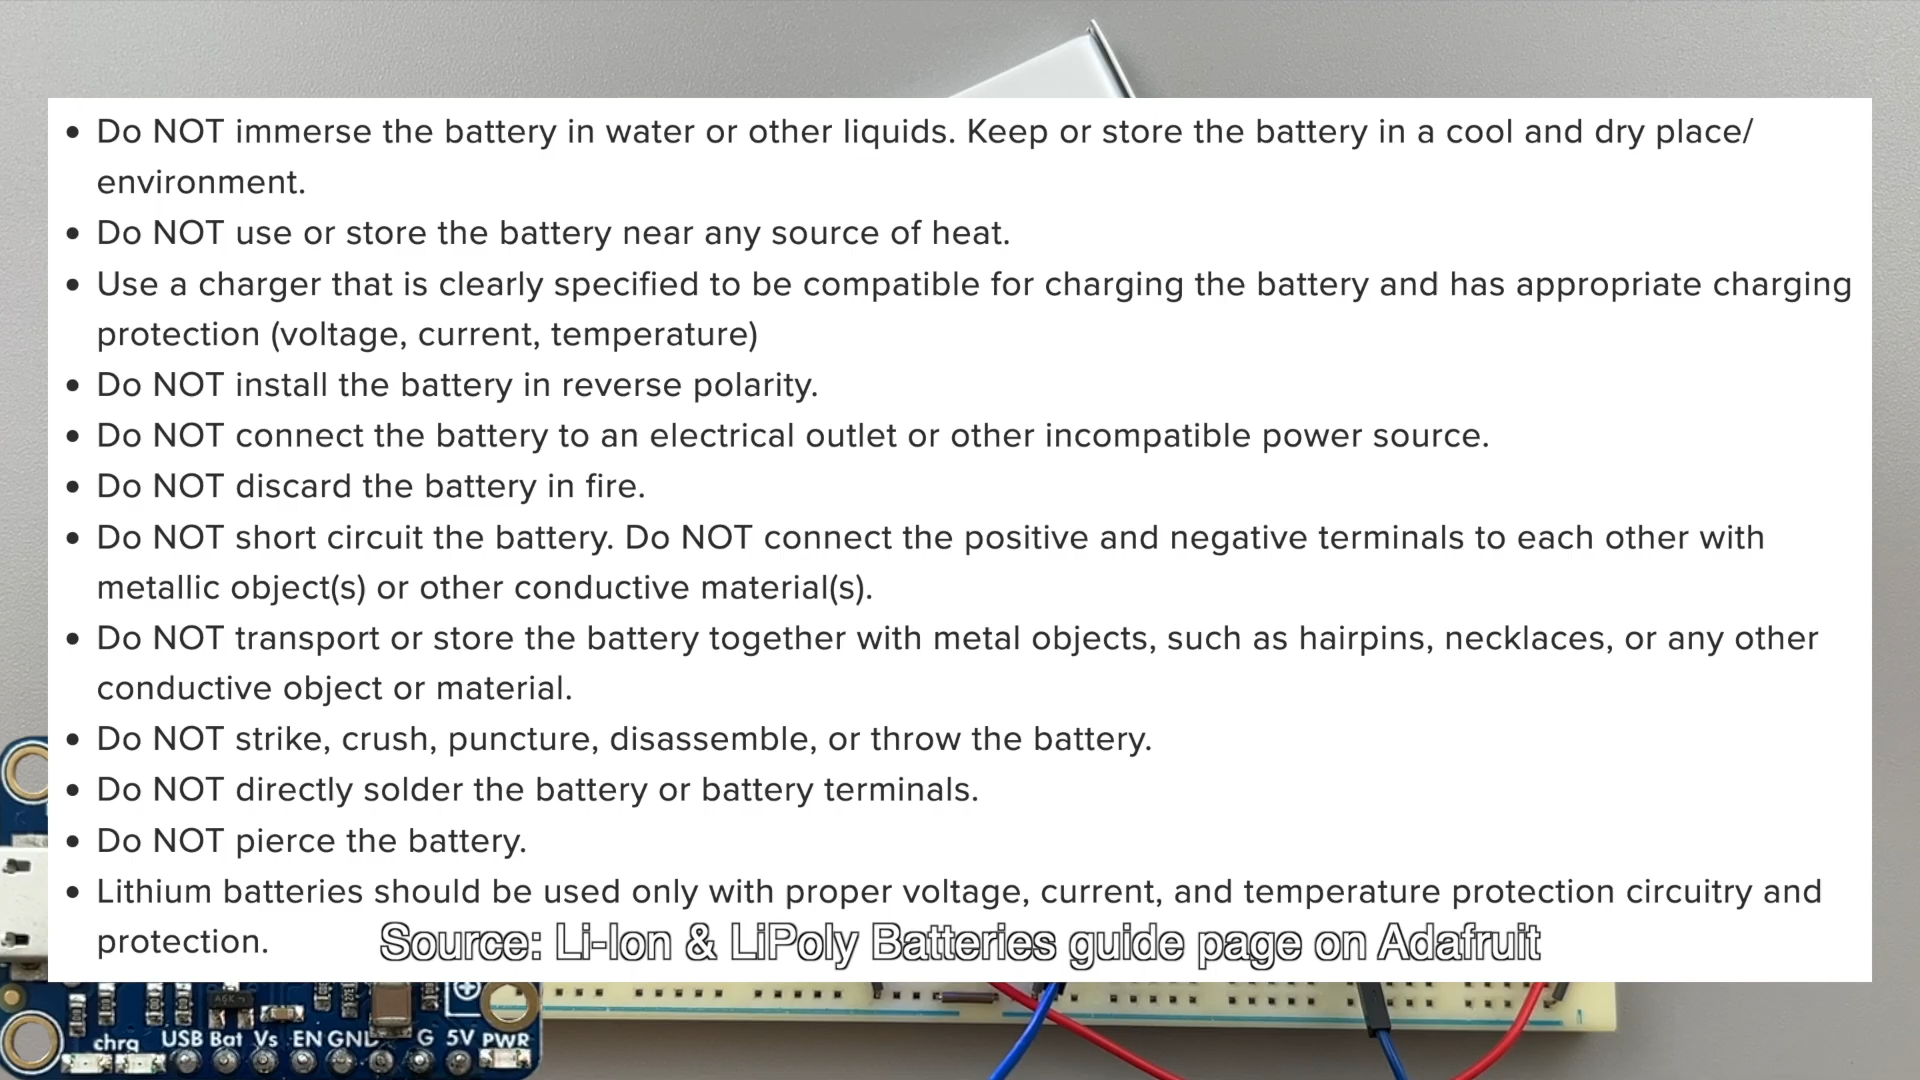 • Do NOT immerse the battery in water or other liquids. Keep or store the battery in a cool and dry place/
environment.
• Do NOT use or store the battery near any source of heat.
• Use a charger that is clearly specified to be compatible for charging the battery and has appropriate charging
protection (voltage, current, temperature)
• Do NOT install the battery in reverse polarity.
• Do NOT connect the battery to an electrical outlet or other incompatible power source.
• Do NOT discard the battery in fire.
• Do NOT short circuit the battery. Do NOT connect the positive and negative terminals to each other with
metallic object(s) or other conductive material(s).
• Do NOT transport or store the battery together with metal objects, such as hairpins, necklaces, or any other
conductive object or material.
• Do NOT strike, crush, puncture, disassemble, or throw the battery.
• Do NOT directly solder the battery or battery terminals.
• Do NOT pierce the battery.
• Lithium batteries should be used only with proper voltage, current, and temperature protection circuitry and
protection.
Source: Li-Ion & LiPoly Batteries guide page on Adafruit
chrg USB Bat Vs EN GND G 5V PWR